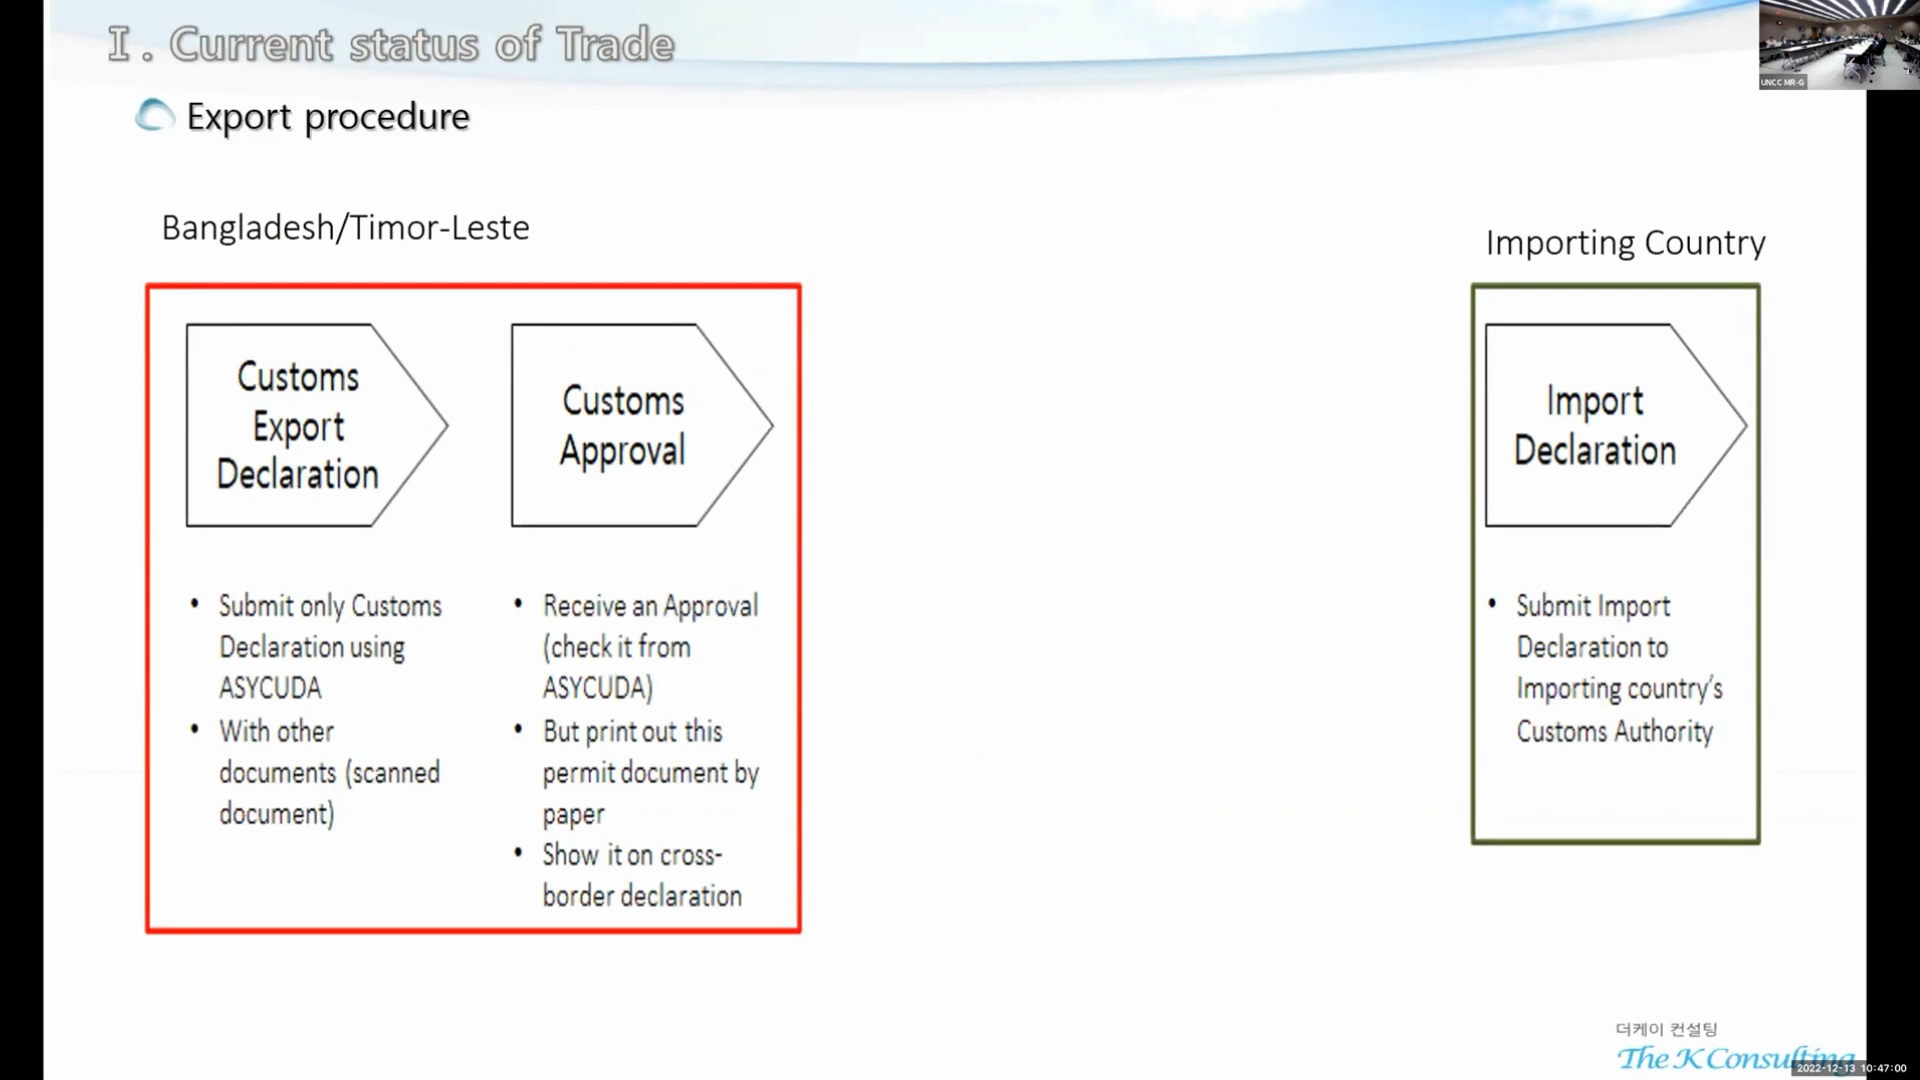 I. Current status of Trade
UNCC MR-G
Export procedure
Bangladesh/Timor-Leste
Importing Country
Customs
Export
Declaration
Customs
Approval
Import
Declaration
• Submit only Customs
Declaration using
ASYCUDA
• With other
documents (scanned
document)
• Receive an Approval
(check it from
ASYCUDA)
• But print out this
permit document by
paper
• Show it on cross-
border declaration
• Submit Import
Declaration to
Importing country's
Customs Authority
더케이 컨설팅
The K Consulting
2022-12-13 10:47:00